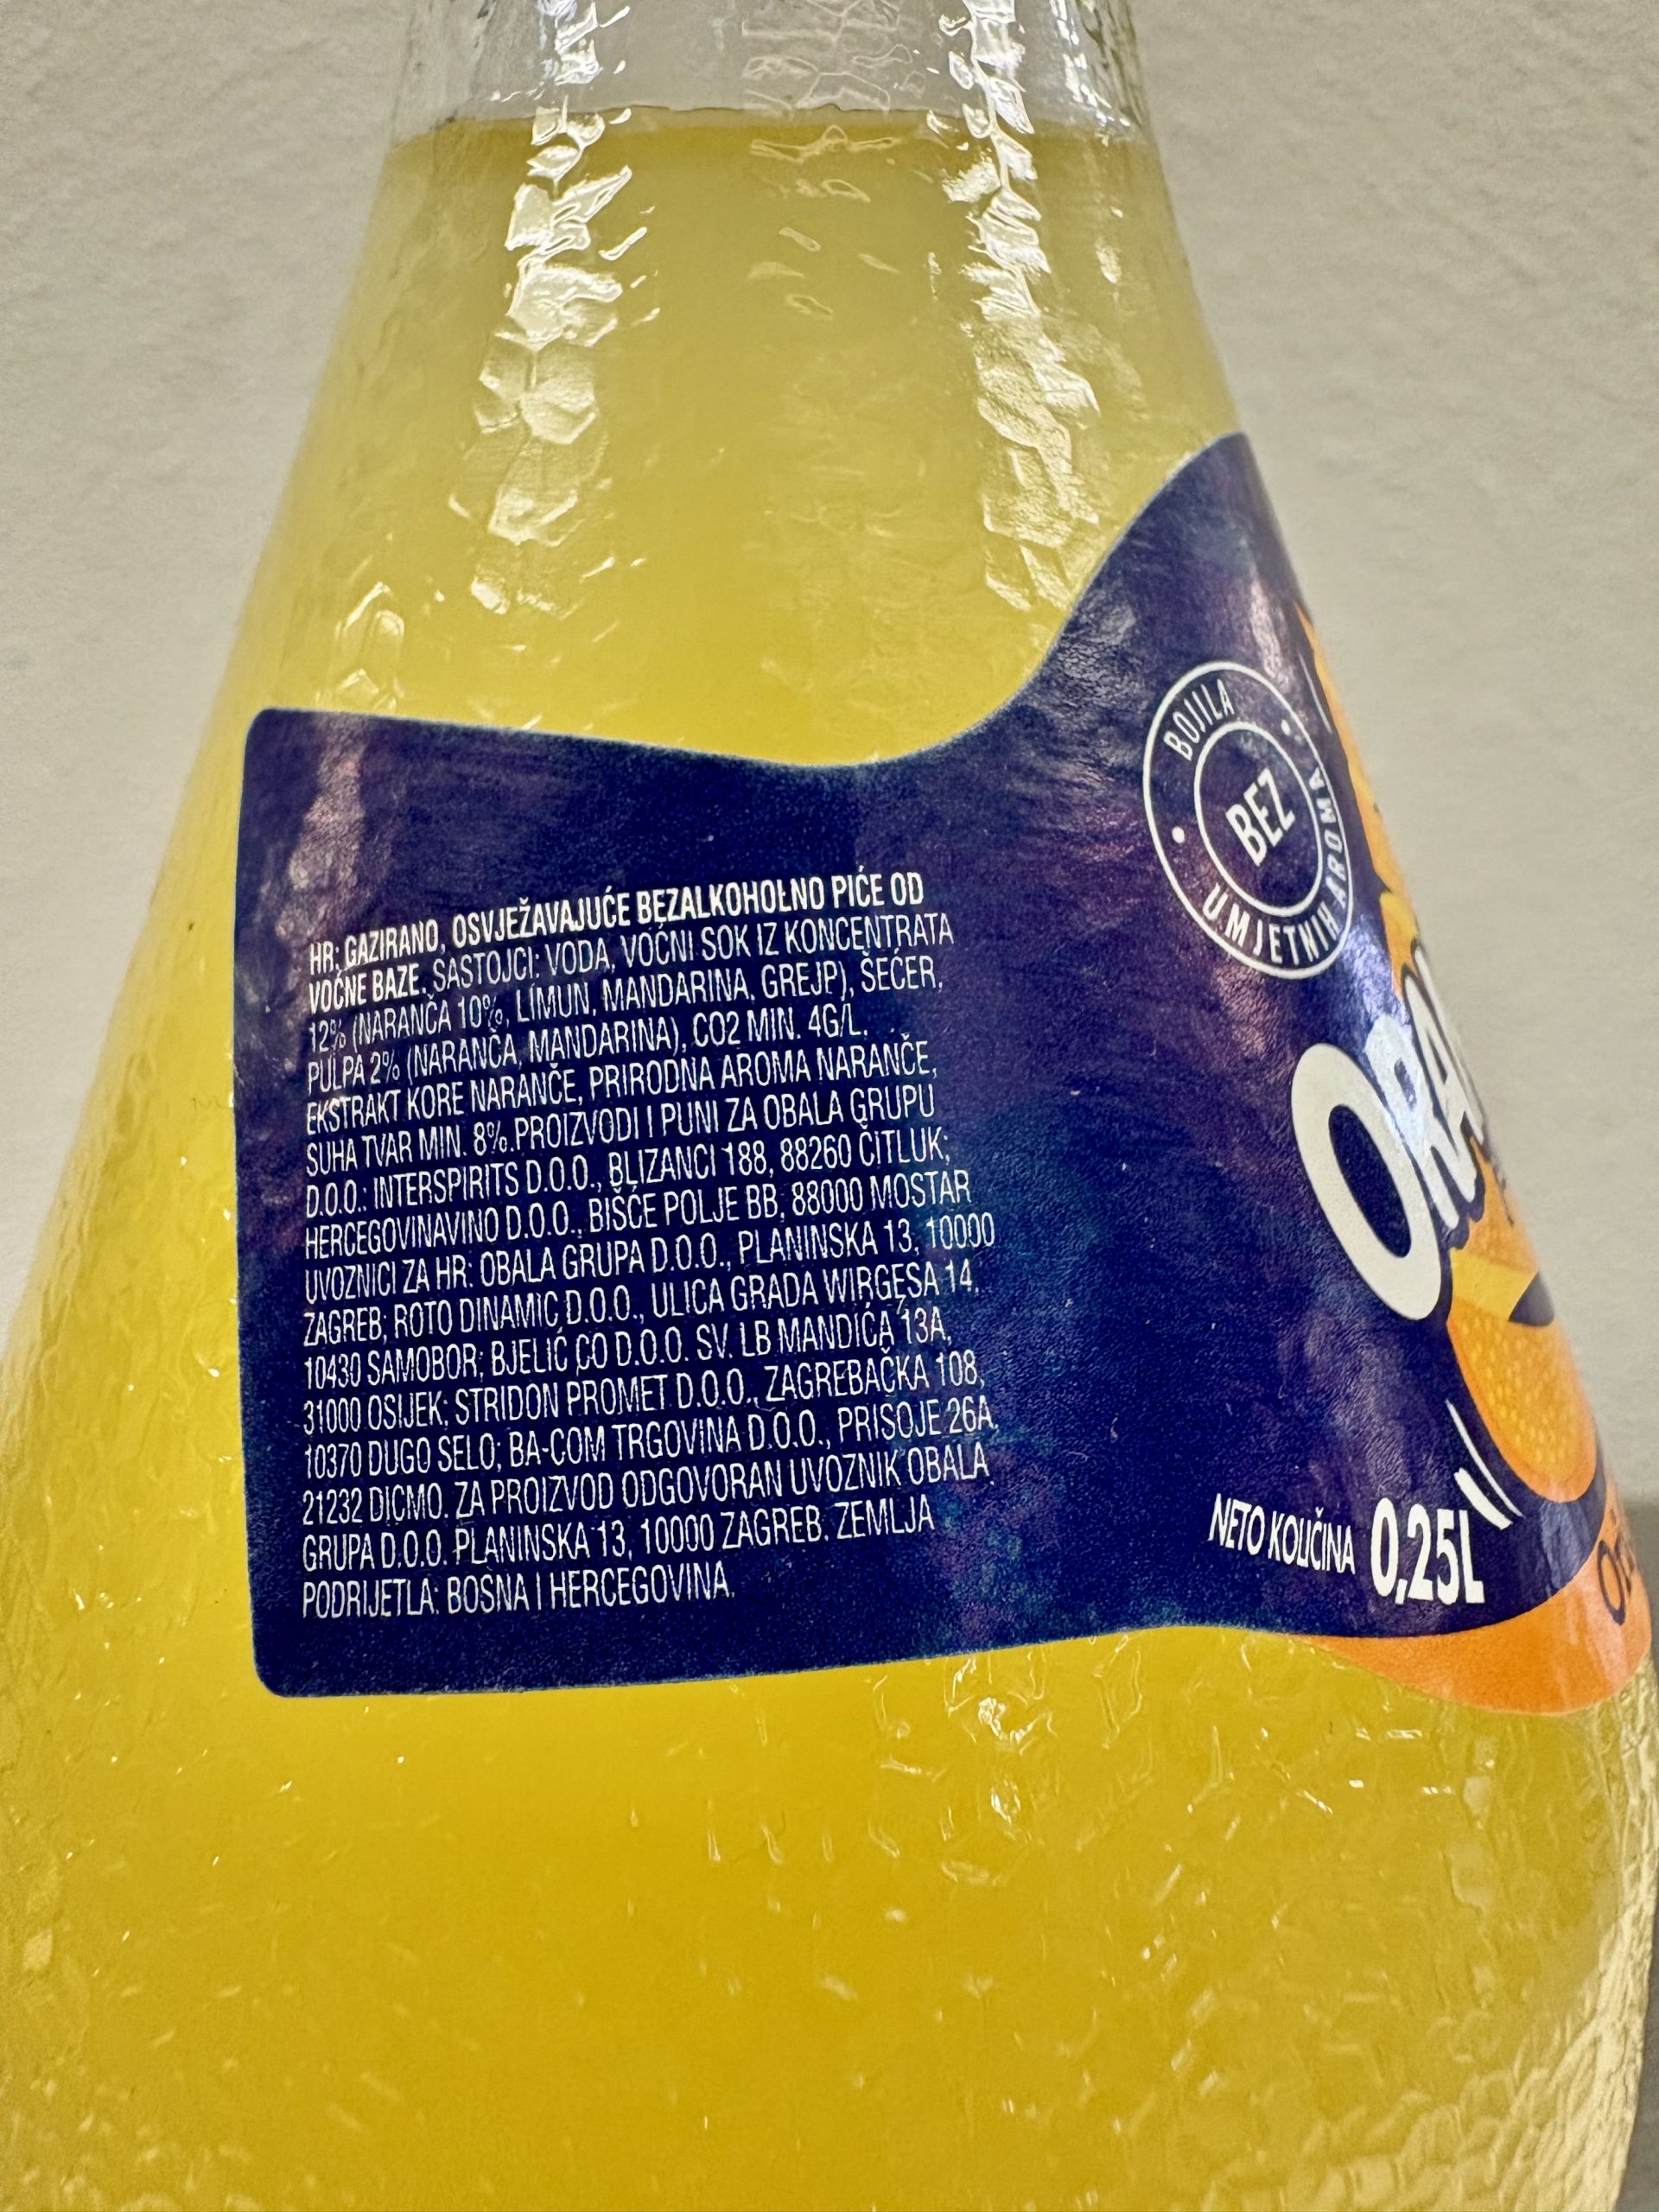 HR: GAZIRANO, OSVJEŽAVAJUĆE BEZALKOHOLNO PIĆE OD
VOĆNE BAZE. SASTOJCI: VODA, VOĆNI SOK IZ KONCENTRATA
12% (NARANČA 10%, LIMUN, MANDARINA, GREJP), ŠEĆER,
PULPA 2% (NARANČA, MANDARINA), CO2 MIN. 4G/L,
EKSTRAKT KORE NARANČE, PRIRODNA AROMA NARANČE,
SUHA TVAR MIN. 8%.PROIZVODI I PUNI ZA OBALA GRUPU
D.O.O.: INTERSPIRITS D.O.O., BLIZANCI 188, 88260 ČITLUK;
HERCEGOVINAVINO D.O.O., BIŠĆE POLJE BB, 88000 MOSTAR
UVOZNICI ZA HR: OBALA GRUPA D.O.O., PLANINSKA 13, 10000
ZAGREB; ROTO DINAMIC D.O.O., ULICA GRADA WIRGESA 14,
10430 SAMOBOR; BJELIĆ CO D.O.O. SV. LB MANDIĆA 13A,
31000 OSIJEK; STRIDON PROMET D.O.O., ZAGREBAČKA 108,
10370 DUGO SELO; BA-COM TRGOVINA D.O.O., PRISOJE 26A,
21232 DICMO. ZA PROIZVOD ODGOVORAN UVOZNIK OBALA
GRUPA D.O.O. PLANINSKA 13, 10000 ZAGREB. ZEMLJA
PODRIJETLA: BOSNA I HERCEGOVINA.
BOJILA
BEZ
UMJETNIH AROMA
NETO KOLIČINA 0,25L